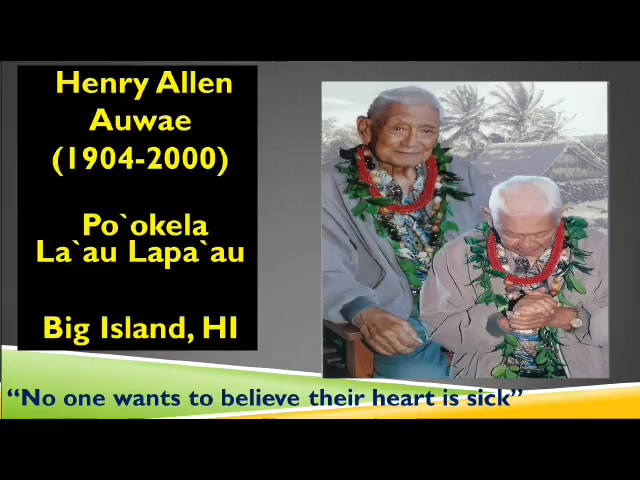 Henry Allen
Auwae
(1904-2000)
Po`okela
La`au Lapa`au
Big Island, HI
“No one wants to believe their heart is sick”